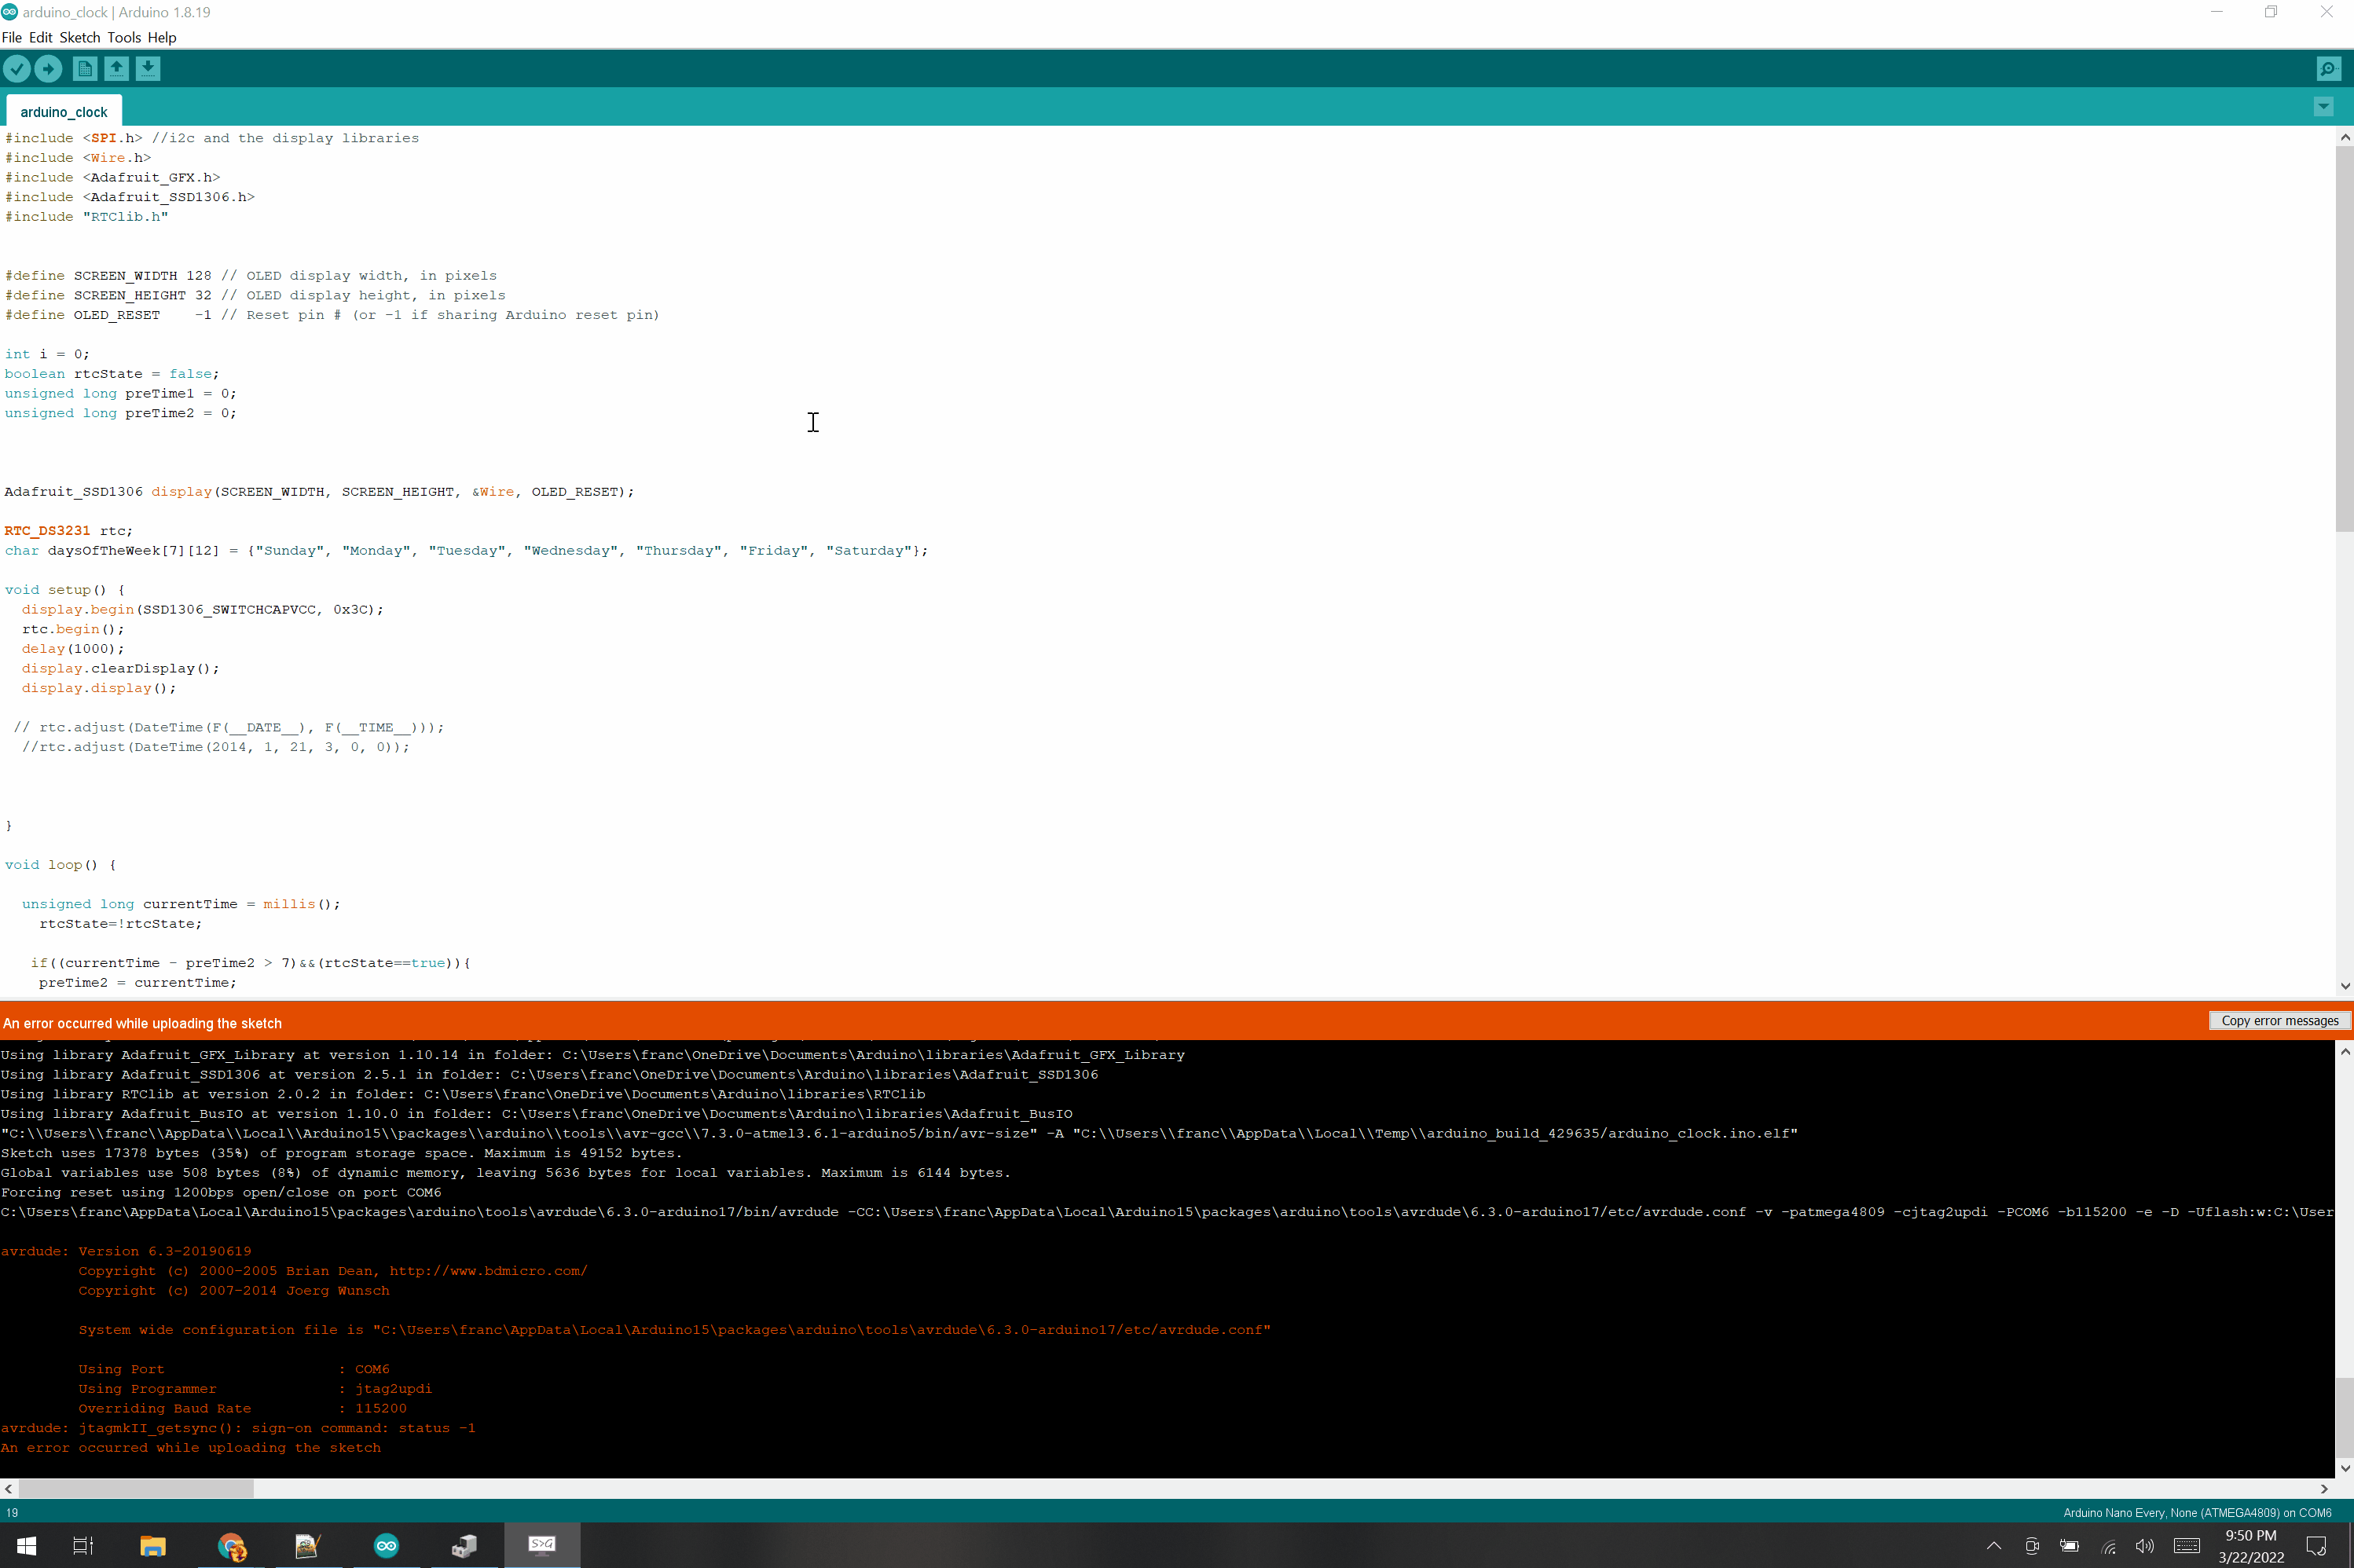 arduino_clock | Arduino 1.8.19
File Edit Sketch Tools Help
arduino_clock
#include <SPI.h> //i2c and the display libraries
#include <Wire.h>
#include <Adafruit_GFX.h>
#include <Adafruit_SSD1306.h>
#include "RTClib.h"
#define SCREEN_WIDTH 128 // OLED display width, in pixels
#define SCREEN_HEIGHT 32 // OLED display height, in pixels
#define OLED_RESET    -1 // Reset pin # (or -1 if sharing Arduino reset pin)
int i = 0;
boolean rtcState = false;
unsigned long preTime1 = 0;
unsigned long preTime2 = 0;
Adafruit_SSD1306 display(SCREEN_WIDTH, SCREEN_HEIGHT, &Wire, OLED_RESET);
RTC_DS3231 rtc;
char daysOfTheWeek[7][12] = {"Sunday", "Monday", "Tuesday", "Wednesday", "Thursday", "Friday", "Saturday"};
void setup() {
  display.begin(SSD1306_SWITCHCAPVCC, 0x3C);
  rtc.begin();
  delay(1000);
  display.clearDisplay();
  display.display();
 // rtc.adjust(DateTime(F(__DATE__), F(__TIME__)));
  //rtc.adjust(DateTime(2014, 1, 21, 3, 0, 0));
}
void loop() {
  unsigned long currentTime = millis();
    rtcState=!rtcState;
   if((currentTime - preTime2 > 7)&&(rtcState==true)){
    preTime2 = currentTime;
An error occurred while uploading the sketch
Copy error messages
Using library Adafruit_GFX_Library at version 1.10.14 in folder: C:\Users\franc\OneDrive\Documents\Arduino\libraries\Adafruit_GFX_Library
Using library Adafruit_SSD1306 at version 2.5.1 in folder: C:\Users\franc\OneDrive\Documents\Arduino\libraries\Adafruit_SSD1306
Using library RTClib at version 2.0.2 in folder: C:\Users\franc\OneDrive\Documents\Arduino\libraries\RTClib
Using library Adafruit_BusIO at version 1.10.0 in folder: C:\Users\franc\OneDrive\Documents\Arduino\libraries\Adafruit_BusIO
"C:\\Users\\franc\\AppData\\Local\\Arduino15\\packages\\arduino\\tools\\avr-gcc\\7.3.0-atmel3.6.1-arduino5/bin/avr-size" -A "C:\\Users\\franc\\AppData\\Local\\Temp\\arduino_build_429635/arduino_clock.ino.elf"
Sketch uses 17378 bytes (35%) of program storage space. Maximum is 49152 bytes.
Global variables use 508 bytes (8%) of dynamic memory, leaving 5636 bytes for local variables. Maximum is 6144 bytes.
Forcing reset using 1200bps open/close on port COM6
C:\Users\franc\AppData\Local\Arduino15\packages\arduino\tools\avrdude\6.3.0-arduino17/bin/avrdude -CC:\Users\franc\AppData\Local\Arduino15\packages\arduino\tools\avrdude\6.3.0-arduino17/etc/avrdude.conf -v -patmega4809 -cjtag2updi -PCOM6 -b115200 -e -D -Uflash:w:C:\User
avrdude: Version 6.3-20190619
Copyright (c) 2000-2005 Brian Dean, http://www.bdmicro.com/
Copyright (c) 2007-2014 Joerg Wunsch
System wide configuration file is "C:\Users\franc\AppData\Local\Arduino15\packages\arduino\tools\avrdude\6.3.0-arduino17/etc/avrdude.conf"
Using Port                    : COM6
Using Programmer              : jtag2updi
Overriding Baud Rate          : 115200
avrdude: jtagmkII_getsync(): sign-on command: status -1
An error occurred while uploading the sketch
19
Arduino Nano Every, None (ATMEGA4809) on COM6
S>G
9:50 PM
3/22/2022